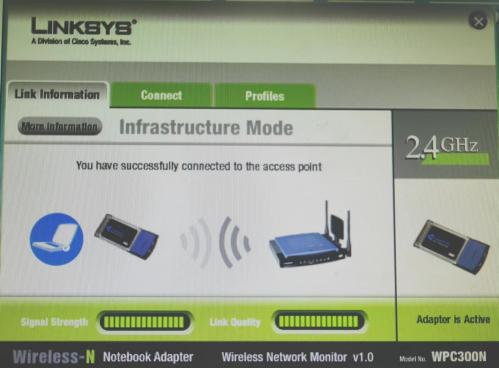 LINKSYS®
A Division of Cisco Systems, Inc.
Link Information Connect Profiles
More Information Infrastructure Mode
2.4GHz
You have successfully connected to the access point
Signal Strength Link Quality Adapter is Active
Wireless-N Notebook Adapter Wireless Network Monitor v1.0 Model No. WPC300N